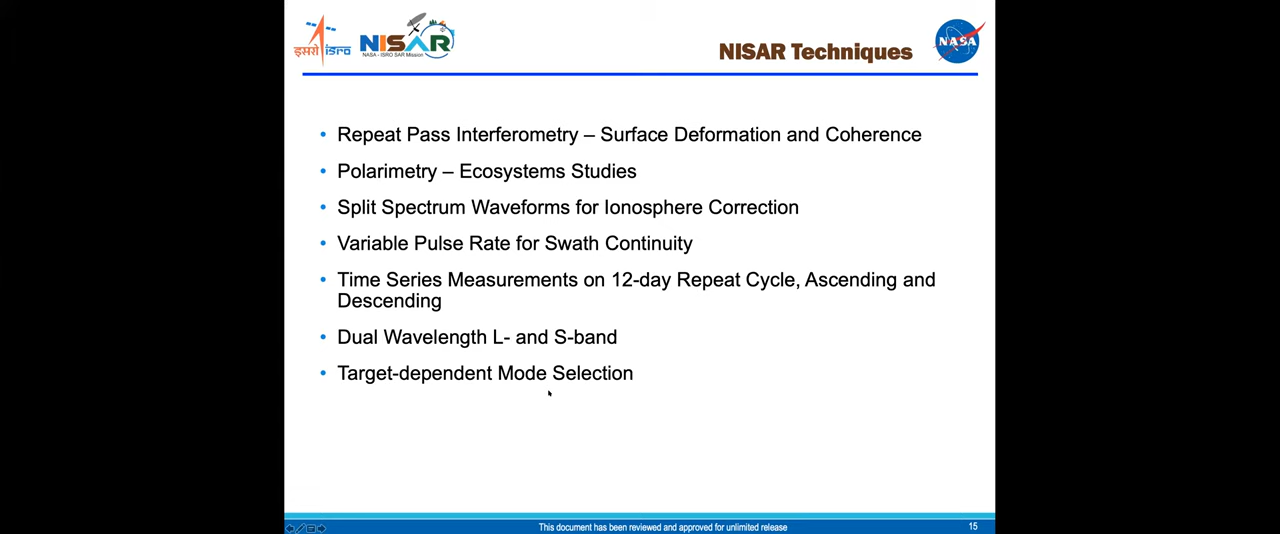 इसरो isro
NISAR
NASA - ISRO SAR Mission
NISAR Techniques
NASA
• Repeat Pass Interferometry – Surface Deformation and Coherence
• Polarimetry – Ecosystems Studies
• Split Spectrum Waveforms for Ionosphere Correction
• Variable Pulse Rate for Swath Continuity
• Time Series Measurements on 12-day Repeat Cycle, Ascending and
Descending
• Dual Wavelength L- and S-band
• Target-dependent Mode Selection
This document has been reviewed and approved for unlimited release
15